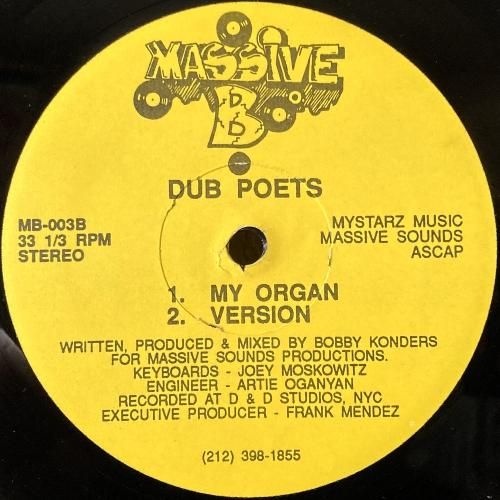 MASSIVE
B
D
D
DUB POETS
MB-003B
33 1/3 RPM
STEREO
MYSTARZ MUSIC
MASSIVE SOUNDS
ASCAP
1. MY ORGAN
2. VERSION
WRITTEN, PRODUCED & MIXED BY BOBBY KONDERS
FOR MASSIVE SOUNDS PRODUCTIONS.
KEYBOARDS - JOEY MOSKOWITZ
ENGINEER - ARTIE OGANYAN
RECORDED AT D & D STUDIOS, NYC
EXECUTIVE PRODUCER - FRANK MENDEZ
(212) 398-1855